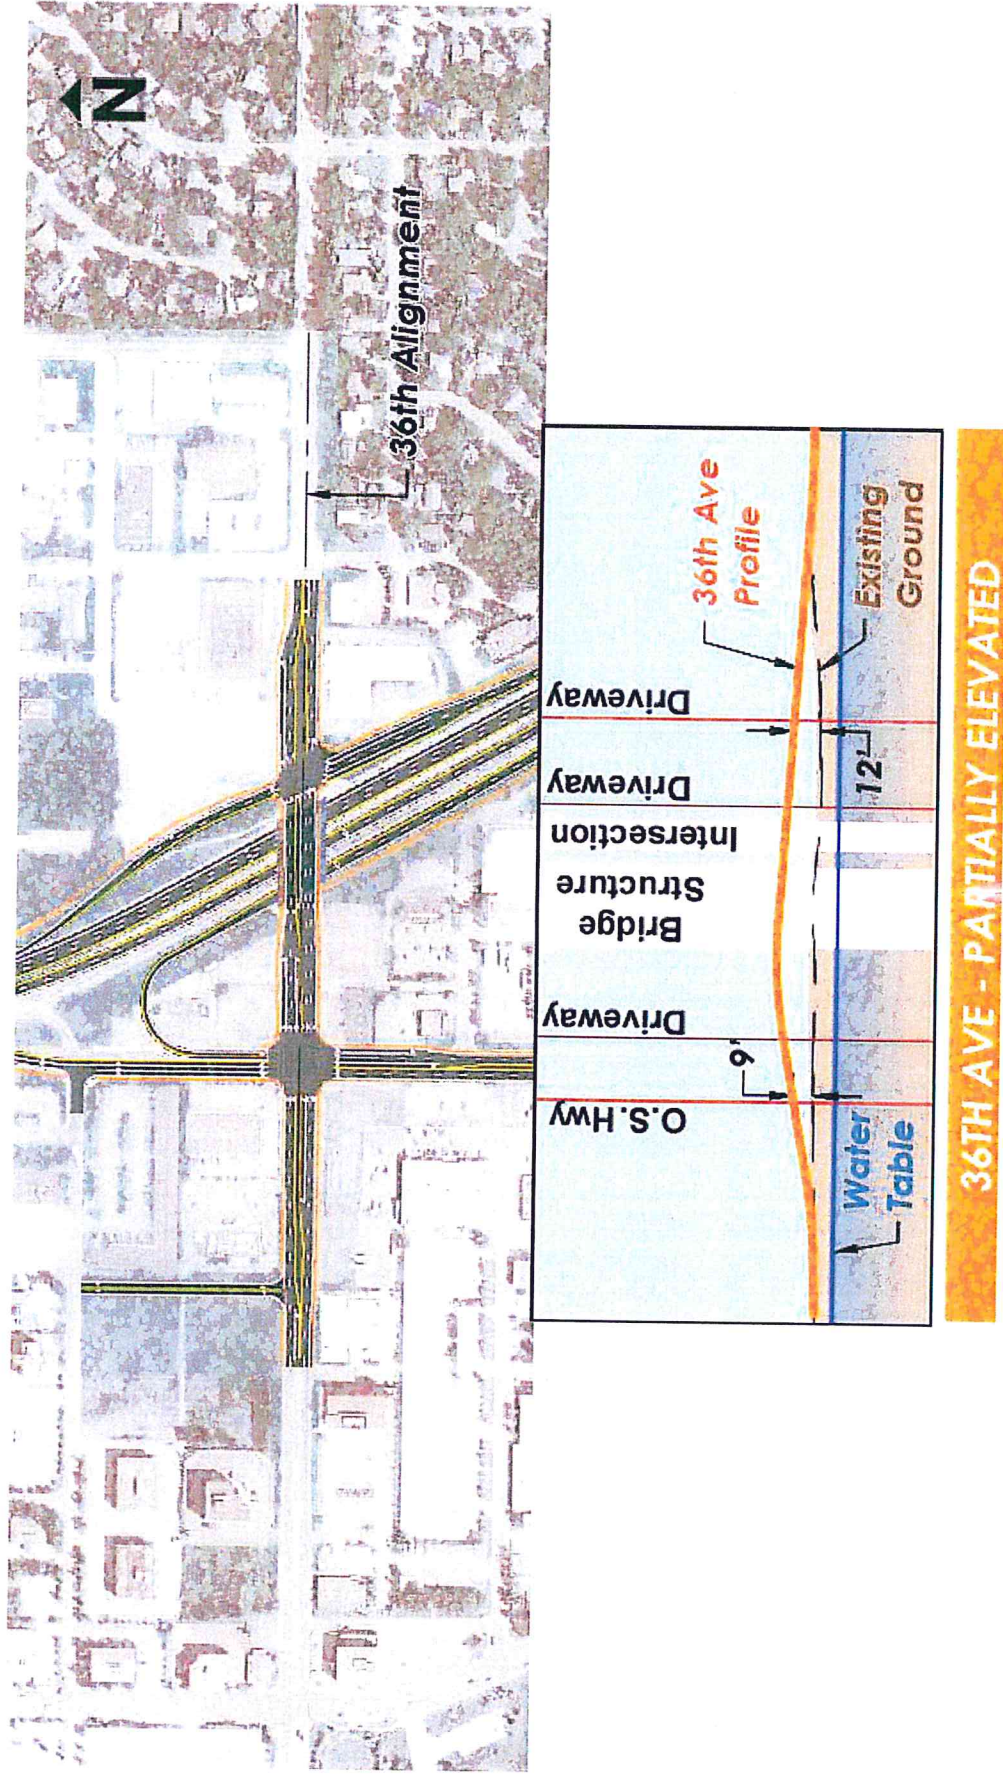 N
36th Alignment
O.S.Hwy
Driveway
Bridge
Structure
Intersection
Driveway
Driveway
9'
36th Ave
Profile
12'
Water
Table
Existing
Ground
36TH AVE - PARTIALLY ELEVATED